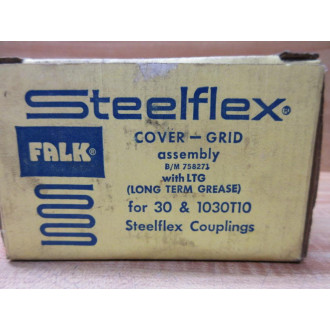 Steelflex®
FALK®
COVER-GRID
assembly
B/M 758271
with LTG
(LONG TERM GREASE)
for 30 & 1030T10
Steelflex Couplings